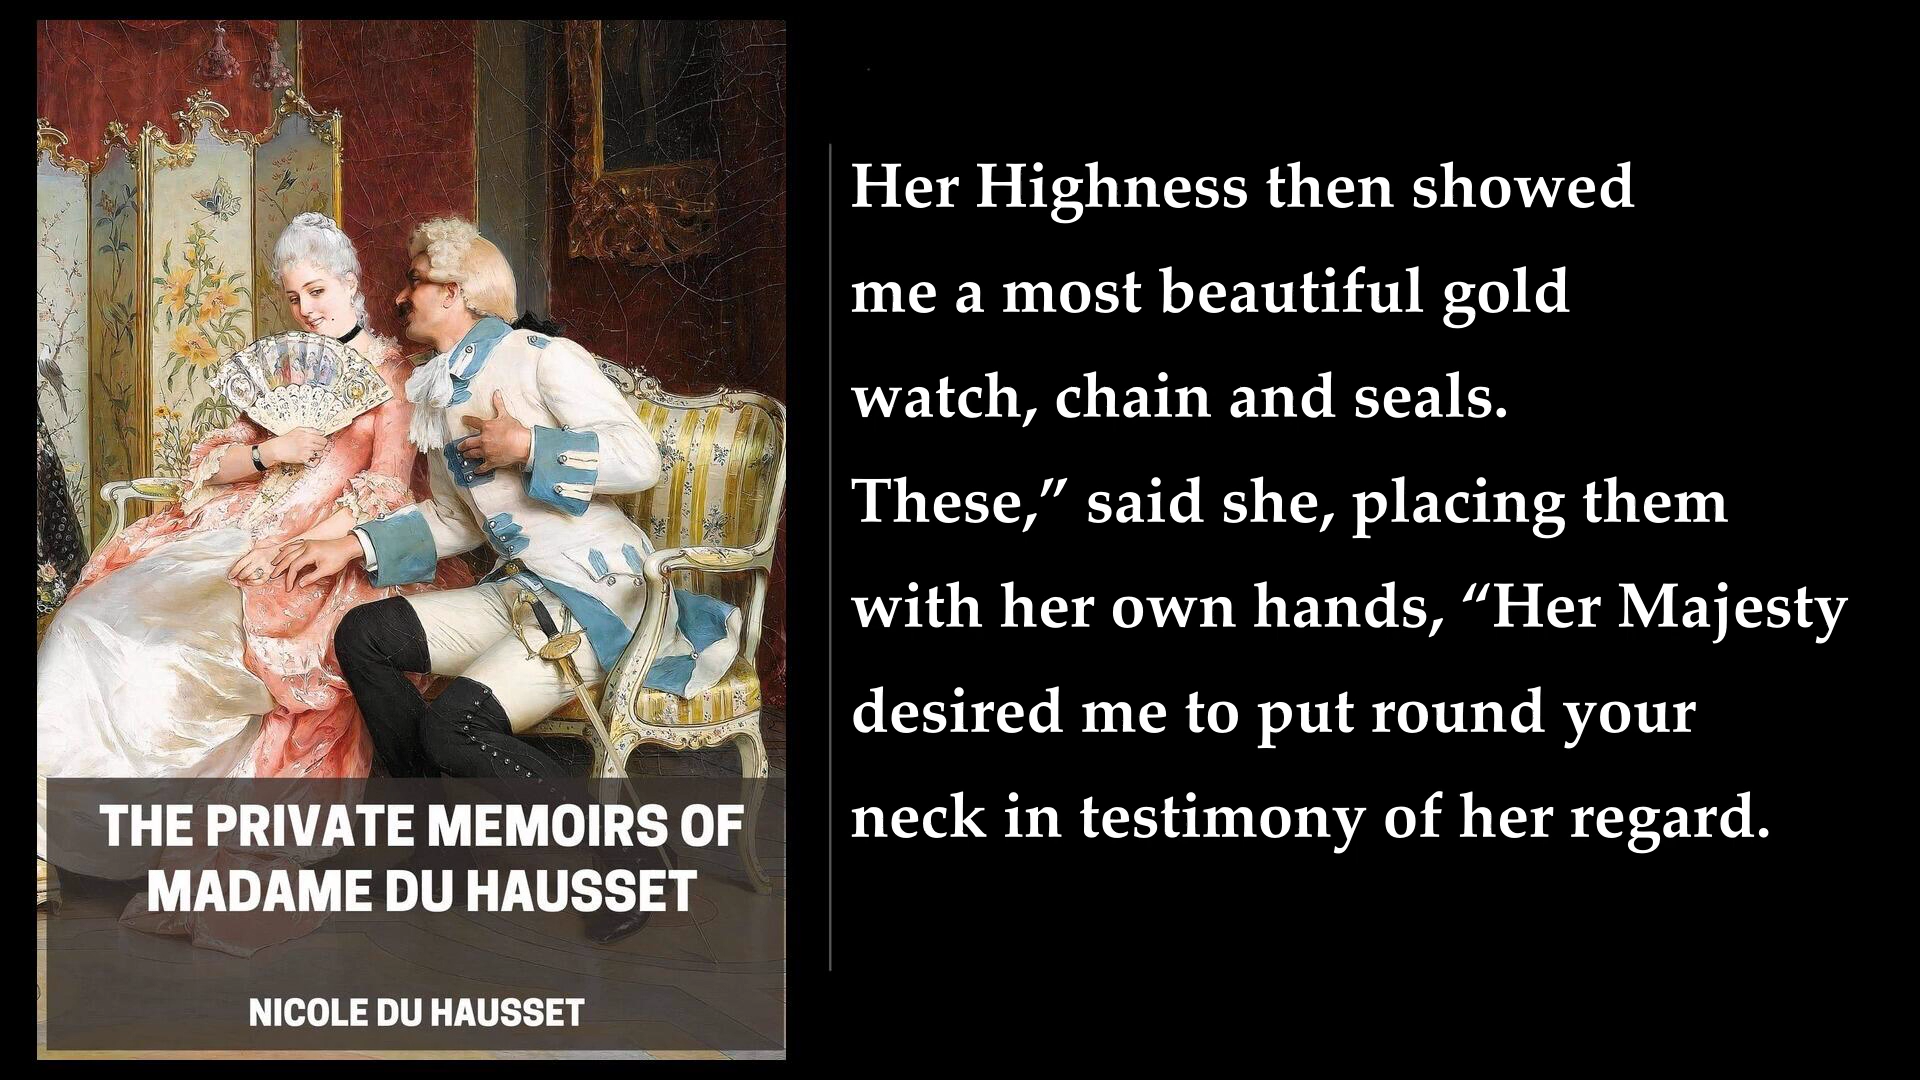 THE PRIVATE MEMOIRS OF
MADAME DU HAUSSET
NICOLE DU HAUSSET
Her Highness then showed
me a most beautiful gold
watch, chain and seals.
These,” said she, placing them
with her own hands, “Her Majesty
desired me to put round your
neck in testimony of her regard.